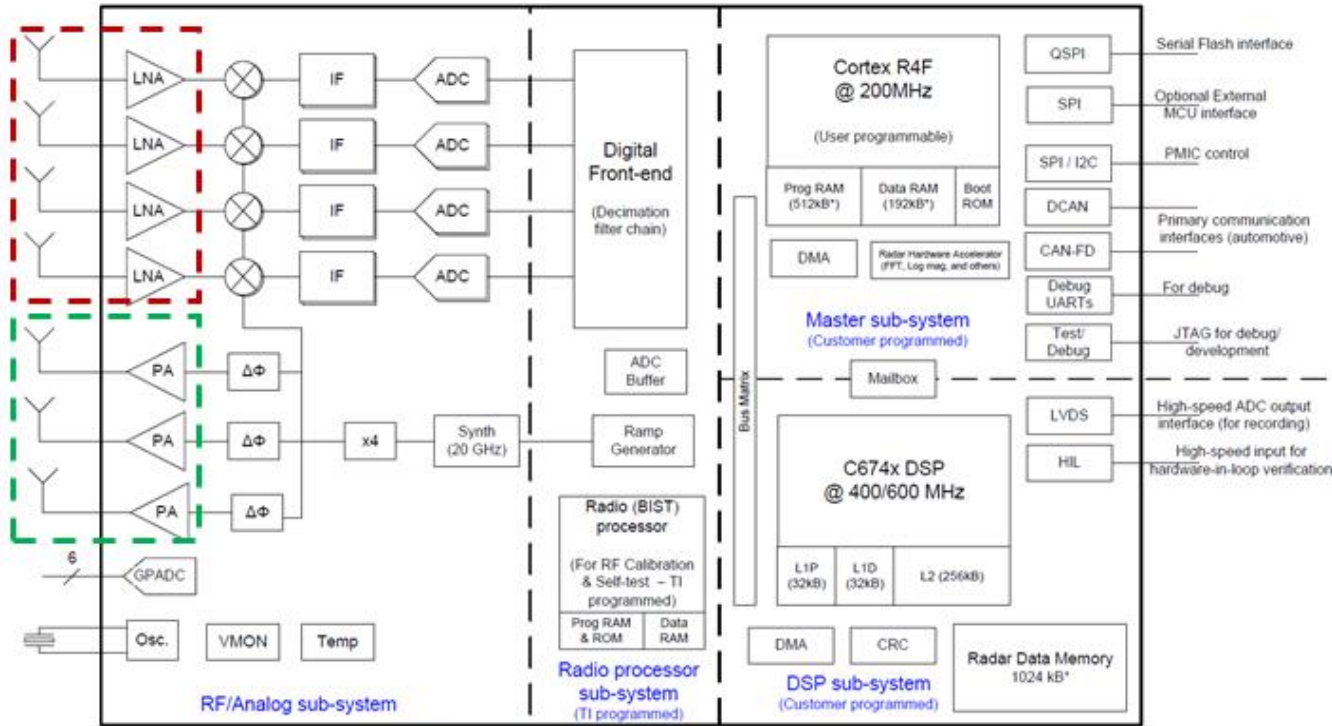 LNA
IF
ADC
LNA
IF
ADC
LNA
IF
ADC
LNA
IF
ADC
Digital
Front-end
(Decimation
filter chain)
PA
ΔΦ
PA
ΔΦ
PA
ΔΦ
x4
Synth
(20 GHz)
ADC
Buffer
Ramp
Generator
Radio (BIST)
processor
(For RF Calibration
& Self-test – TI
programmed)
Prog RAM
& ROM
Data
RAM
6
GPADC
Osc.
VMON
Temp
RF/Analog sub-system
Radio processor
sub-system
(TI programmed)
Cortex R4F
@ 200MHz
(User programmable)
Prog RAM
(512kB*)
Data RAM
(192kB*)
Boot
ROM
DMA
Radar Hardware Accelerator
(FFT, Log mag, and others)
Master sub-system
(Customer programmed)
Bus Matrix
Mailbox
C674x DSP
@ 400/600 MHz
L1P
(32kB)
L1D
(32kB)
L2 (256kB)
DMA
CRC
DSP sub-system
(Customer programmed)
Radar Data Memory
1024 kB*
QSPI
Serial Flash interface
SPI
Optional External
MCU interface
SPI / I2C
PMIC control
DCAN
CAN-FD
Primary communication
interfaces (automotive)
Debug
UARTs
For debug
Test/
Debug
JTAG for debug/
development
LVDS
High-speed ADC output
interface (for recording)
HIL
High-speed input for
hardware-in-loop verification